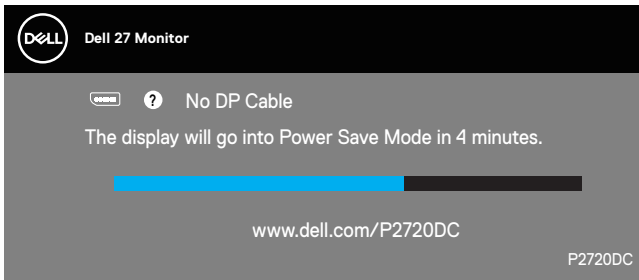 DELL Dell 27 Monitor
? No DP Cable
The display will go into Power Save Mode in 4 minutes.
www.dell.com/P2720DC
P2720DC